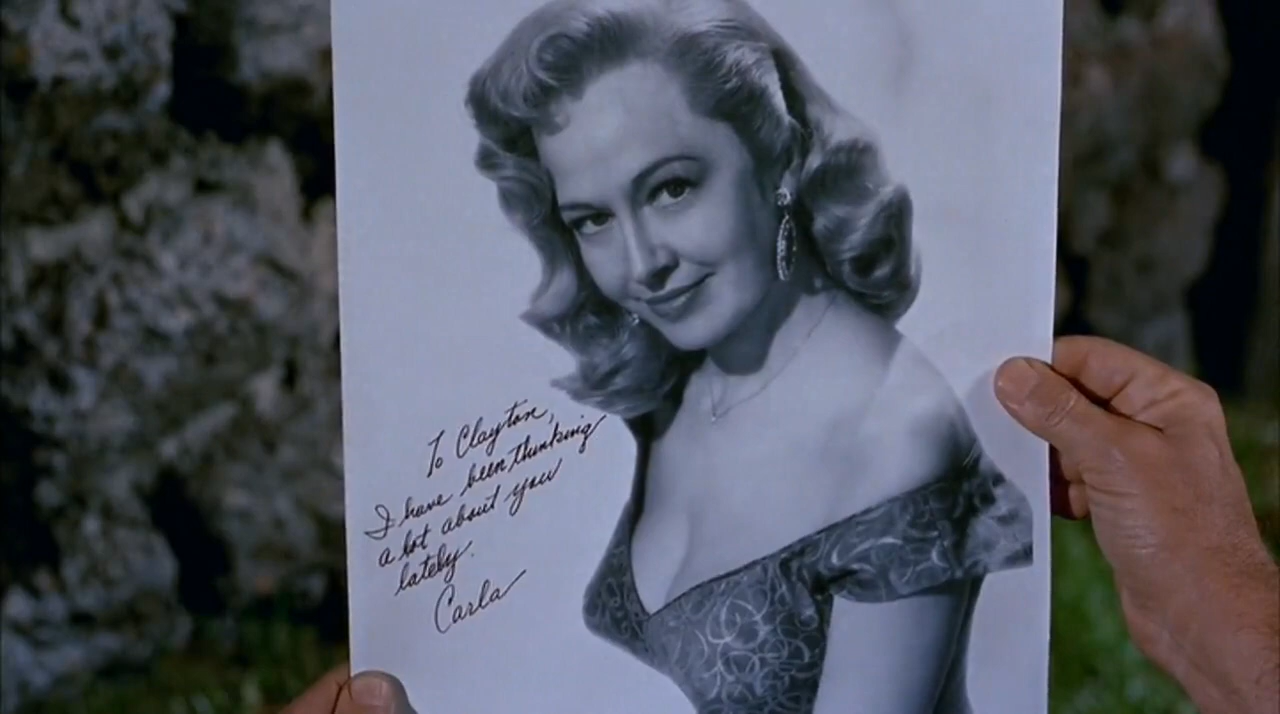 To Clayton,
I have been thinking
a lot about you
lately.
Carla